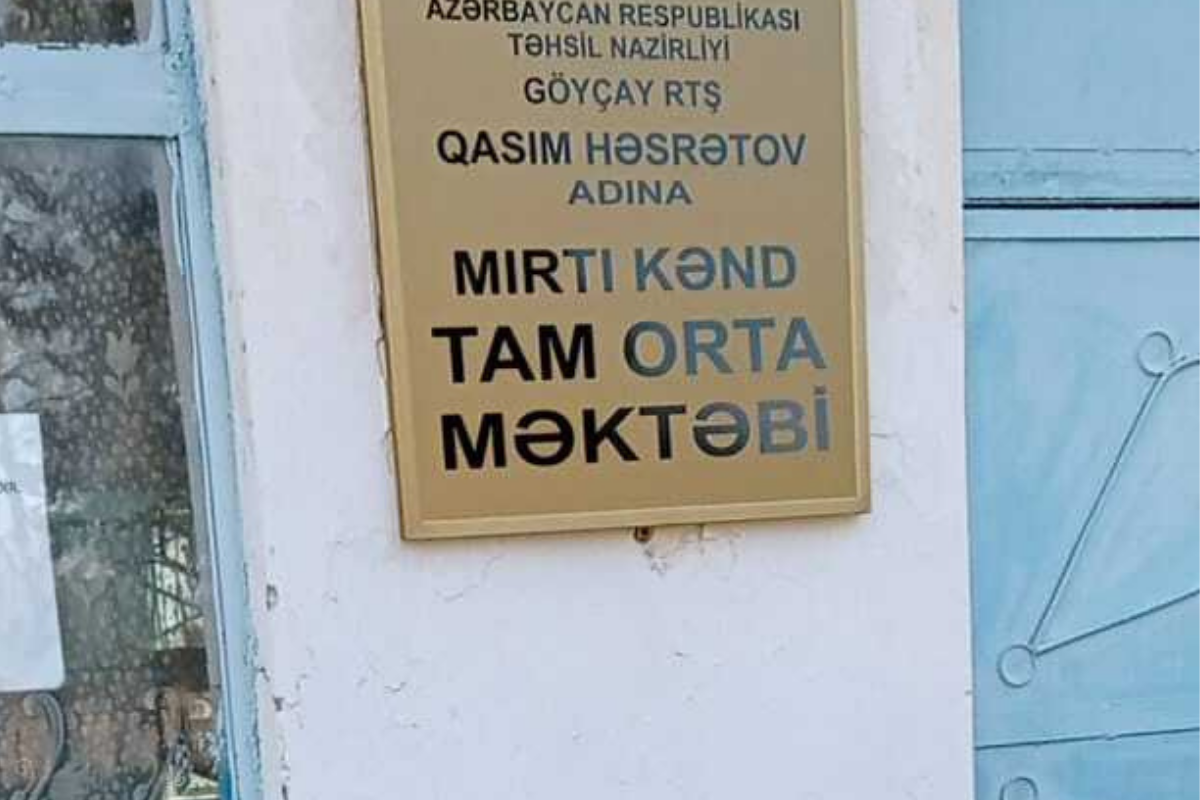 AZƏRBAYCAN RESPUBLİKASI
TƏHSİL NAZİRLİYİ
GÖYÇAY RTŞ
QASIM HƏSRƏTOV
ADINA
MIRTI KƏND
TAM ORTA
MƏKTƏBİ